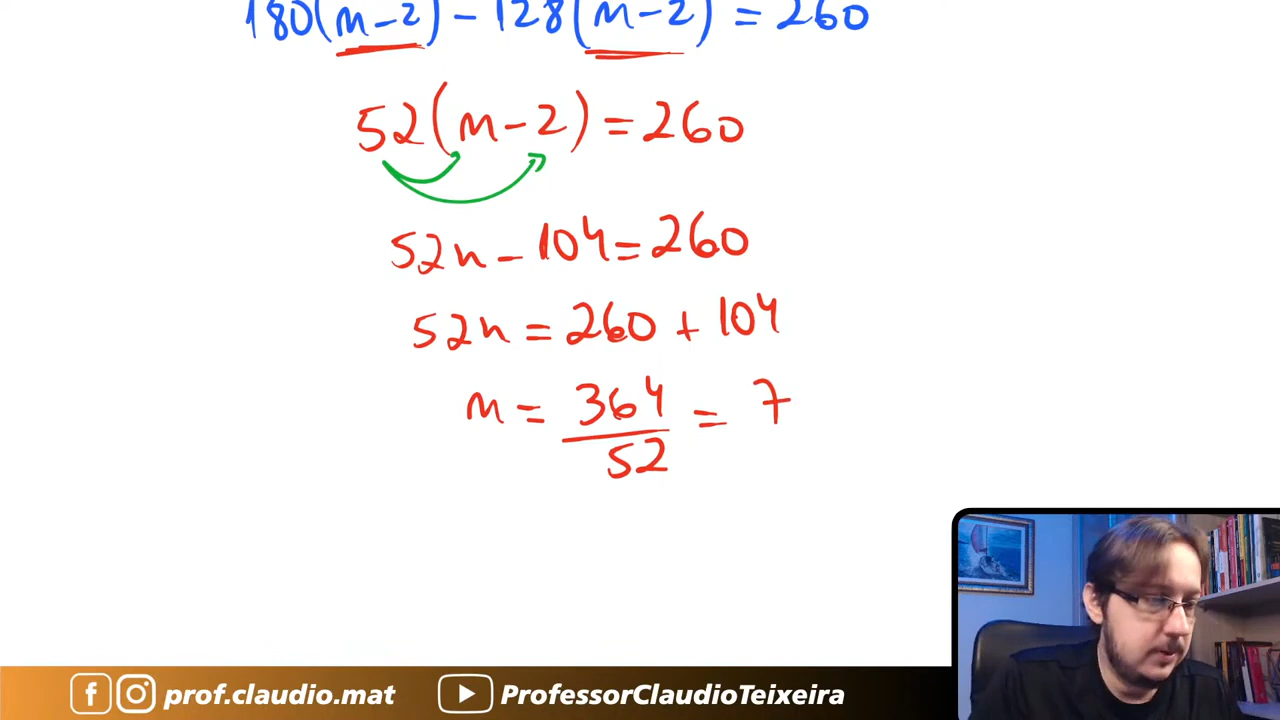 180(n-2) - 128(n-2) = 260
52(n-2) = 260
52n - 104 = 260
52n = 260 + 104
n = 364/52 = 7
prof.claudio.mat
ProfessorClaudioTeixeira